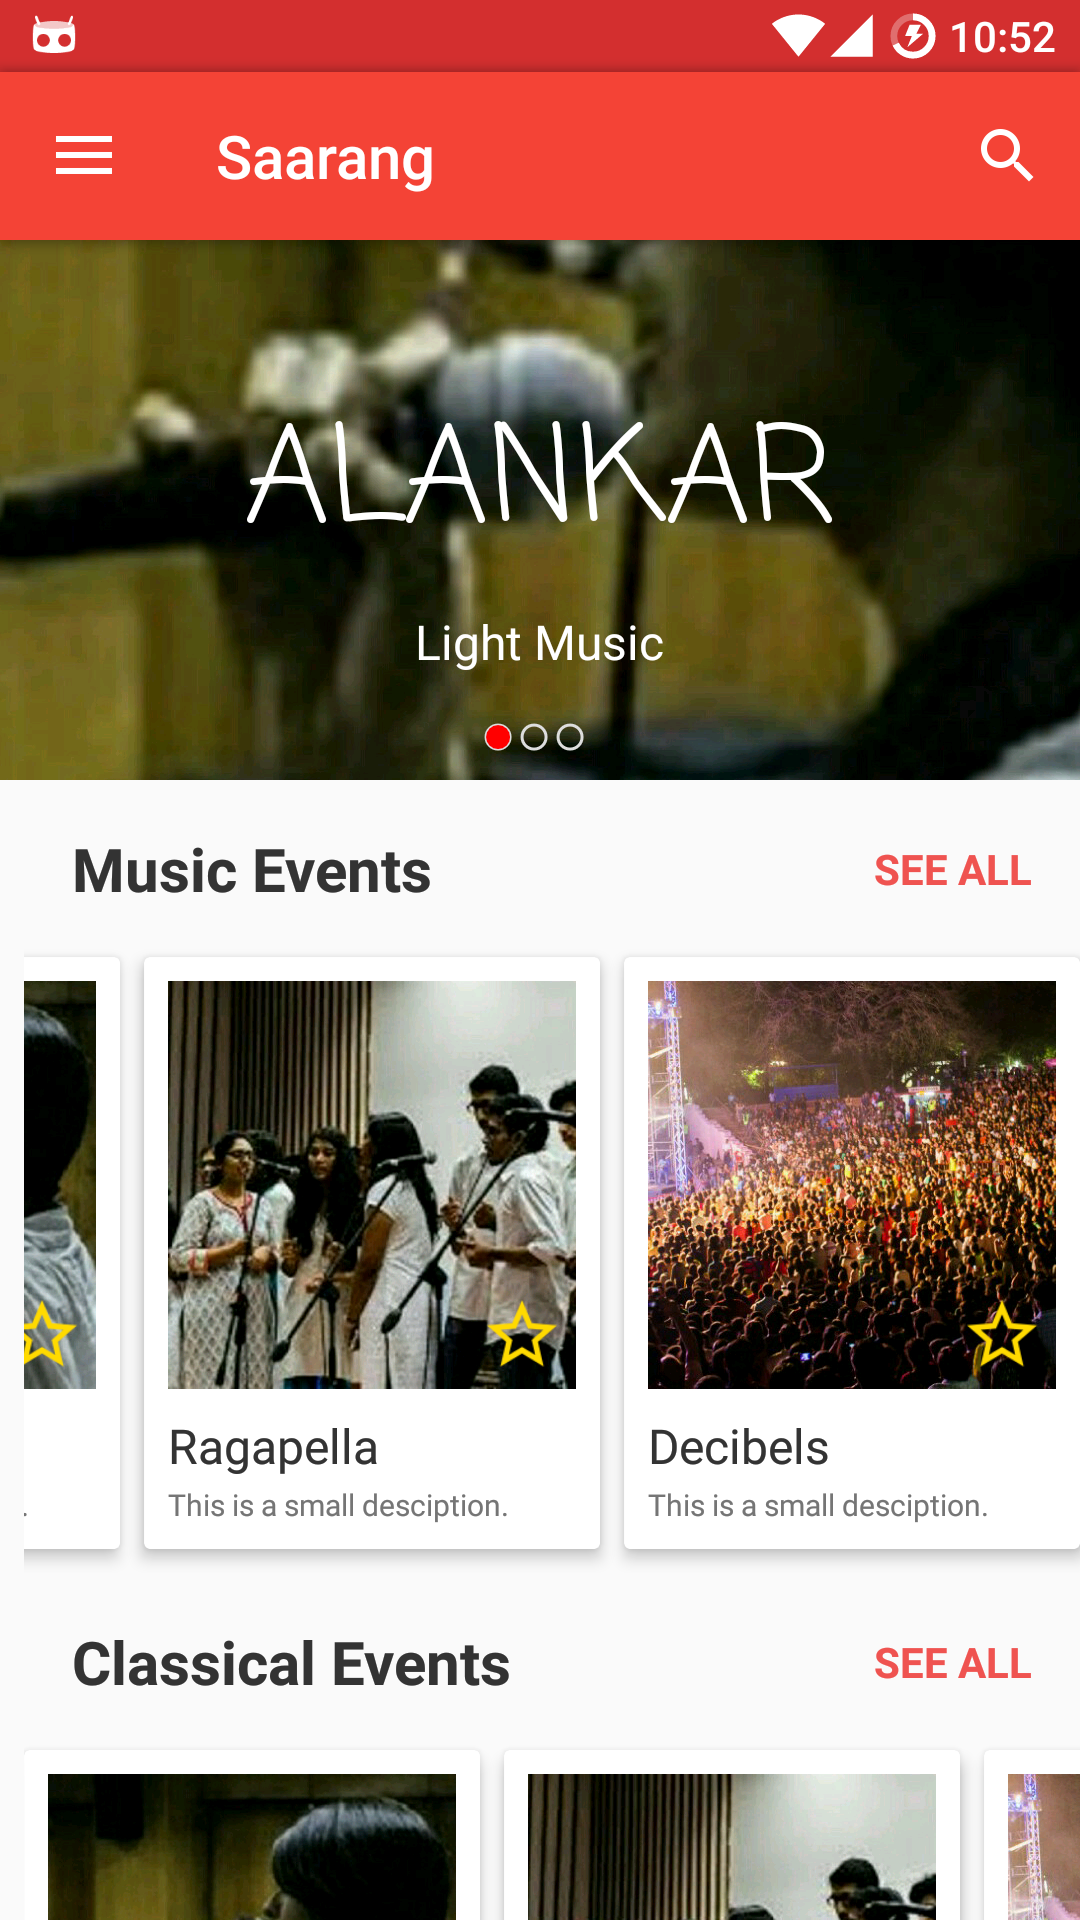 10:52
Saarang
ALANKAR
Light Music
Music Events
SEE ALL
.
Ragapella
Decibels
This is a small desciption.
This is a small desciption.
Classical Events
SEE ALL